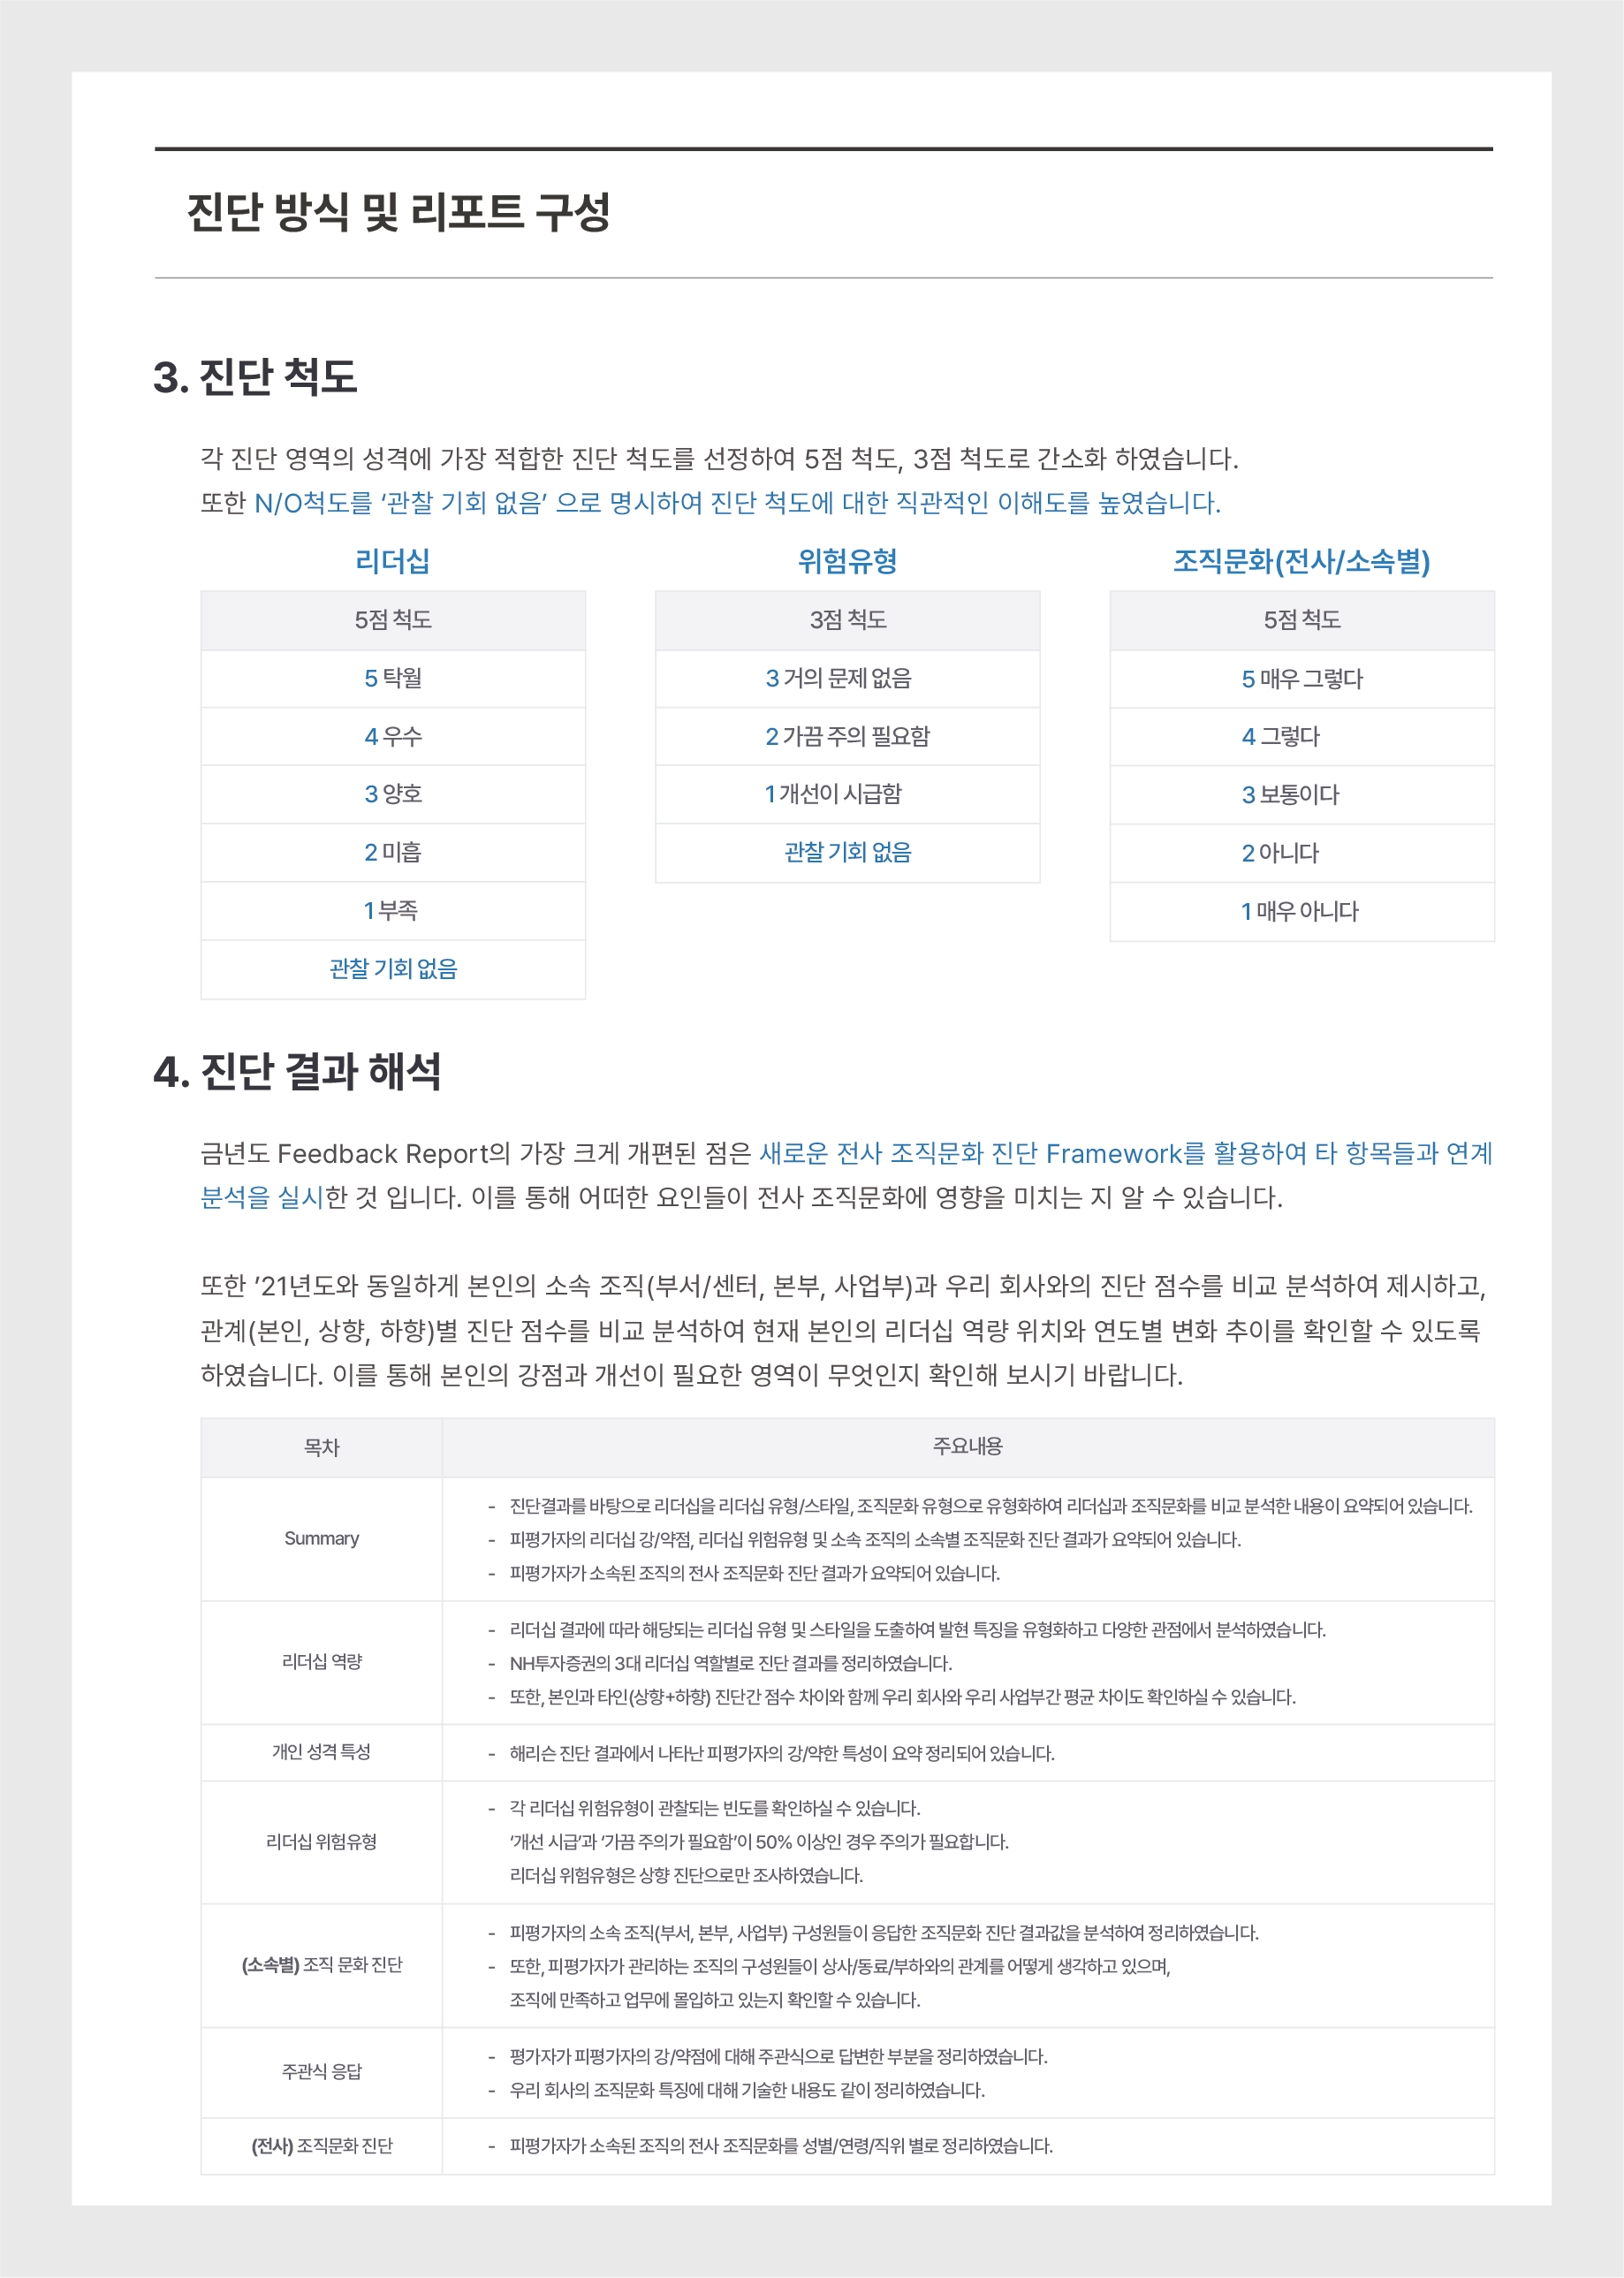 진단 방식 및 리포트 구성
3. 진단 척도
각 진단 영역의 성격에 가장 적합한 진단 척도를 선정하여 5점 척도, 3점 척도로 간소화 하였습니다.
또한 N/O척도를 ‘관찰 기회 없음’ 으로 명시하여 진단 척도에 대한 직관적인 이해도를 높였습니다.
리더십
5점 척도
5 탁월
4 우수
3 양호
2 미흡
1 부족
관찰 기회 없음
위험유형
3점 척도
3 거의 문제 없음
2 가끔 주의 필요함
1 개선이 시급함
관찰 기회 없음
조직문화(전사/소속별)
5점 척도
5 매우 그렇다
4 그렇다
3 보통이다
2 아니다
1 매우 아니다
4. 진단 결과 해석
금년도 Feedback Report의 가장 크게 개편된 점은 새로운 전사 조직문화 진단 Framework를 활용하여 타 항목들과 연계
분석을 실시한 것 입니다. 이를 통해 어떠한 요인들이 전사 조직문화에 영향을 미치는 지 알 수 있습니다.
또한 ’21년도와 동일하게 본인의 소속 조직(부서/센터, 본부, 사업부)과 우리 회사와의 진단 점수를 비교 분석하여 제시하고,
관계(본인, 상향, 하향)별 진단 점수를 비교 분석하여 현재 본인의 리더십 역량 위치와 연도별 변화 추이를 확인할 수 있도록
하였습니다. 이를 통해 본인의 강점과 개선이 필요한 영역이 무엇인지 확인해 보시기 바랍니다.
목차
주요내용
Summary
- 진단결과를 바탕으로 리더십을 리더십 유형/스타일, 조직문화 유형으로 유형화하여 리더십과 조직문화를 비교 분석한 내용이 요약되어 있습니다.
- 피평가자의 리더십 강/약점, 리더십 위험유형 및 소속 조직의 소속별 조직문화 진단 결과가 요약되어 있습니다.
- 피평가자가 소속된 조직의 전사 조직문화 진단 결과가 요약되어 있습니다.
리더십 역량
- 리더십 결과에 따라 해당되는 리더십 유형 및 스타일을 도출하여 발현 특징을 유형화하고 다양한 관점에서 분석하였습니다.
- NH투자증권의 3대 리더십 역할별로 진단 결과를 정리하였습니다.
- 또한, 본인과 타인(상향+하향) 진단간 점수 차이와 함께 우리 회사와 우리 사업부간 평균 차이도 확인하실 수 있습니다.
개인 성격 특성
- 해리슨 진단 결과에서 나타난 피평가자의 강/약한 특성이 요약 정리되어 있습니다.
리더십 위험유형
- 각 리더십 위험유형이 관찰되는 빈도를 확인하실 수 있습니다.
‘개선 시급’과 ‘가끔 주의가 필요함’이 50% 이상인 경우 주의가 필요합니다.
리더십 위험유형은 상향 진단으로만 조사하였습니다.
(소속별) 조직 문화 진단
- 피평가자의 소속 조직(부서, 본부, 사업부) 구성원들이 응답한 조직문화 진단 결과값을 분석하여 정리하였습니다.
- 또한, 피평가자가 관리하는 조직의 구성원들이 상사/동료/부하와의 관계를 어떻게 생각하고 있으며,
조직에 만족하고 업무에 몰입하고 있는지 확인할 수 있습니다.
주관식 응답
- 평가자가 피평가자의 강/약점에 대해 주관식으로 답변한 부분을 정리하였습니다.
- 우리 회사의 조직문화 특징에 대해 기술한 내용도 같이 정리하였습니다.
(전사) 조직문화 진단
- 피평가자가 소속된 조직의 전사 조직문화를 성별/연령/직위 별로 정리하였습니다.